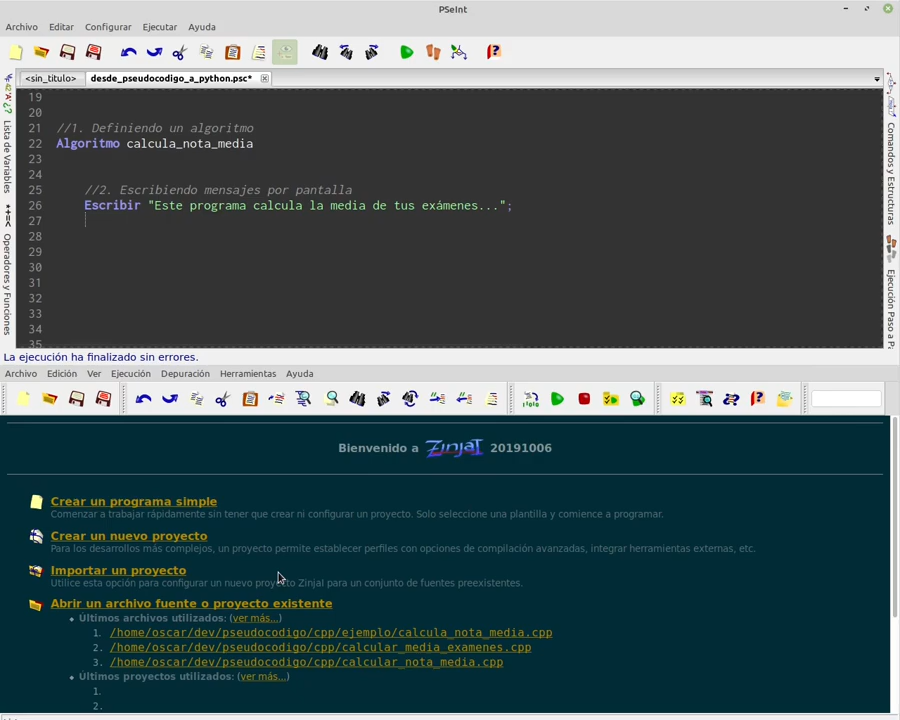 PSeInt
Archivo Editar Configurar Ejecutar Ayuda
<sin_titulo> desde_pseudocodigo_a_python.psc*
19
20
21 //1. Definiendo un algoritmo
22 Algoritmo calcula_nota_media
23
24
25 //2. Escribiendo mensajes por pantalla
26 Escribir "Este programa calcula la media de tus exámenes...";
27
28
29
30
31
32
33
34
35
Lista de Variables
Operadores y Funciones
Comandos y Estructuras
Ejecución Paso a P
La ejecución ha finalizado sin errores.
Archivo Edición Ver Ejecución Depuración Herramientas Ayuda
Bienvenido a ZinjaI 20191006
Crear un programa simple
Comenzar a trabajar rápidamente sin tener que crear ni configurar un proyecto. Solo seleccione una plantilla y comience a programar.
Crear un nuevo proyecto
Para los desarrollos más complejos, un proyecto permite establecer perfiles con opciones de compilación avanzadas, integrar herramientas externas, etc.
Importar un proyecto
Utilice esta opción para configurar un nuevo proyecto ZinjaI para un conjunto de fuentes preexistentes.
Abrir un archivo fuente o proyecto existente
Últimos archivos utilizados: (ver más...)
1. /home/oscar/dev/pseudocodigo/cpp/ejemplo/calcula_nota_media.cpp
2. /home/oscar/dev/pseudocodigo/cpp/calcular_media_examenes.cpp
3. /home/oscar/dev/pseudocodigo/cpp/calcular_nota_media.cpp
Últimos proyectos utilizados: (ver más...)
1.
2.